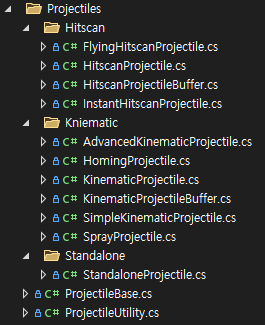 Projectiles
Hitscan
C# FlyingHitscanProjectile.cs
C# HitscanProjectile.cs
C# HitscanProjectileBuffer.cs
C# InstantHitscanProjectile.cs
Kniematic
C# AdvancedKinematicProjectile.cs
C# HomingProjectile.cs
C# KinematicProjectile.cs
C# KinematicProjectileBuffer.cs
C# SimpleKinematicProjectile.cs
C# SprayProjectile.cs
Standalone
C# StandaloneProjectile.cs
C# ProjectileBase.cs
C# ProjectileUtility.cs